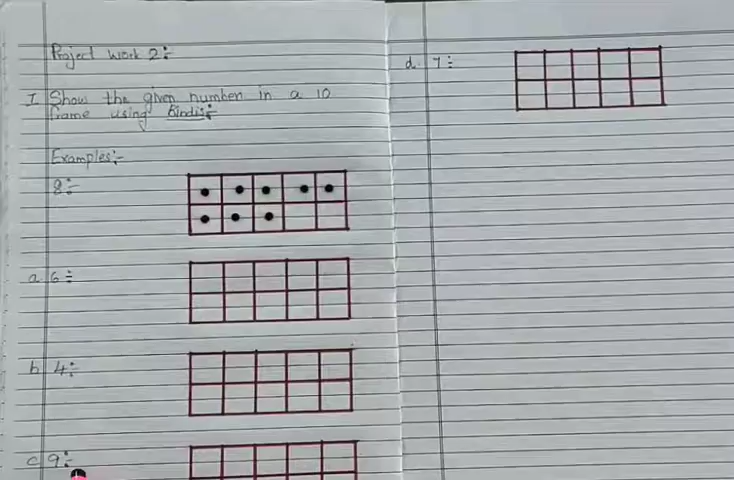 Project Work 2:-
I Show the given number in a 10
frame using Bindis:-
Examples:-
8:-
a. 6:-
b. 4:-
c. 9:-
d. 7:-